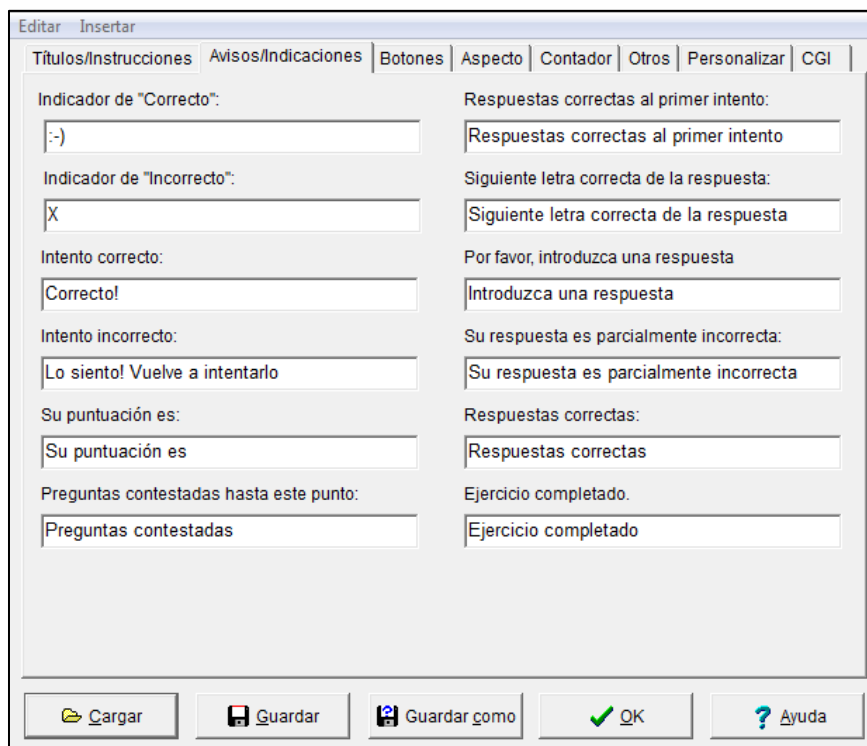 Editar Insertar
Títulos/Instrucciones Avisos/Indicaciones Botones Aspecto Contador Otros Personalizar CGI
Indicador de "Correcto":
:-)
Indicador de "Incorrecto":
X
Intento correcto:
Correcto!
Intento incorrecto:
Lo siento! Vuelve a intentarlo
Su puntuación es:
Su puntuación es
Preguntas contestadas hasta este punto:
Preguntas contestadas
Respuestas correctas al primer intento:
Respuestas correctas al primer intento
Siguiente letra correcta de la respuesta:
Siguiente letra correcta de la respuesta
Por favor, introduzca una respuesta
Introduzca una respuesta
Su respuesta es parcialmente incorrecta:
Su respuesta es parcialmente incorrecta
Respuestas correctas:
Respuestas correctas
Ejercicio completado.
Ejercicio completado
Cargar Guardar Guardar como OK Ayuda